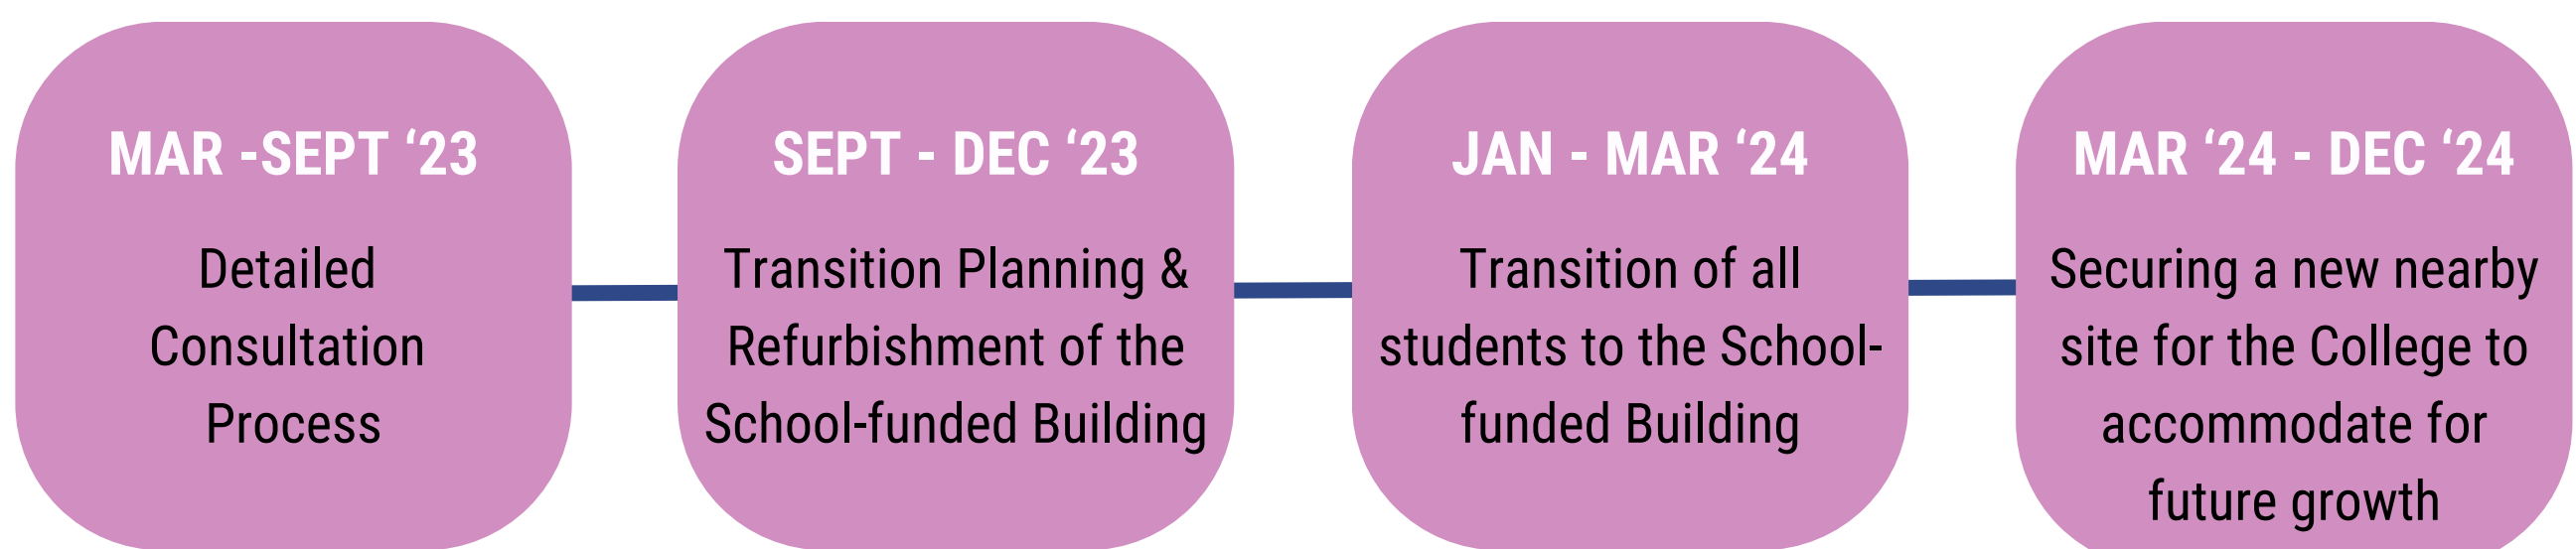 MAR -SEPT ‘23
Detailed
Consultation
Process
SEPT - DEC ‘23
Transition Planning &
Refurbishment of the
School-funded Building
JAN - MAR ‘24
Transition of all
students to the School-
funded Building
MAR ‘24 - DEC ‘24
Securing a new nearby
site for the College to
accommodate for
future growth